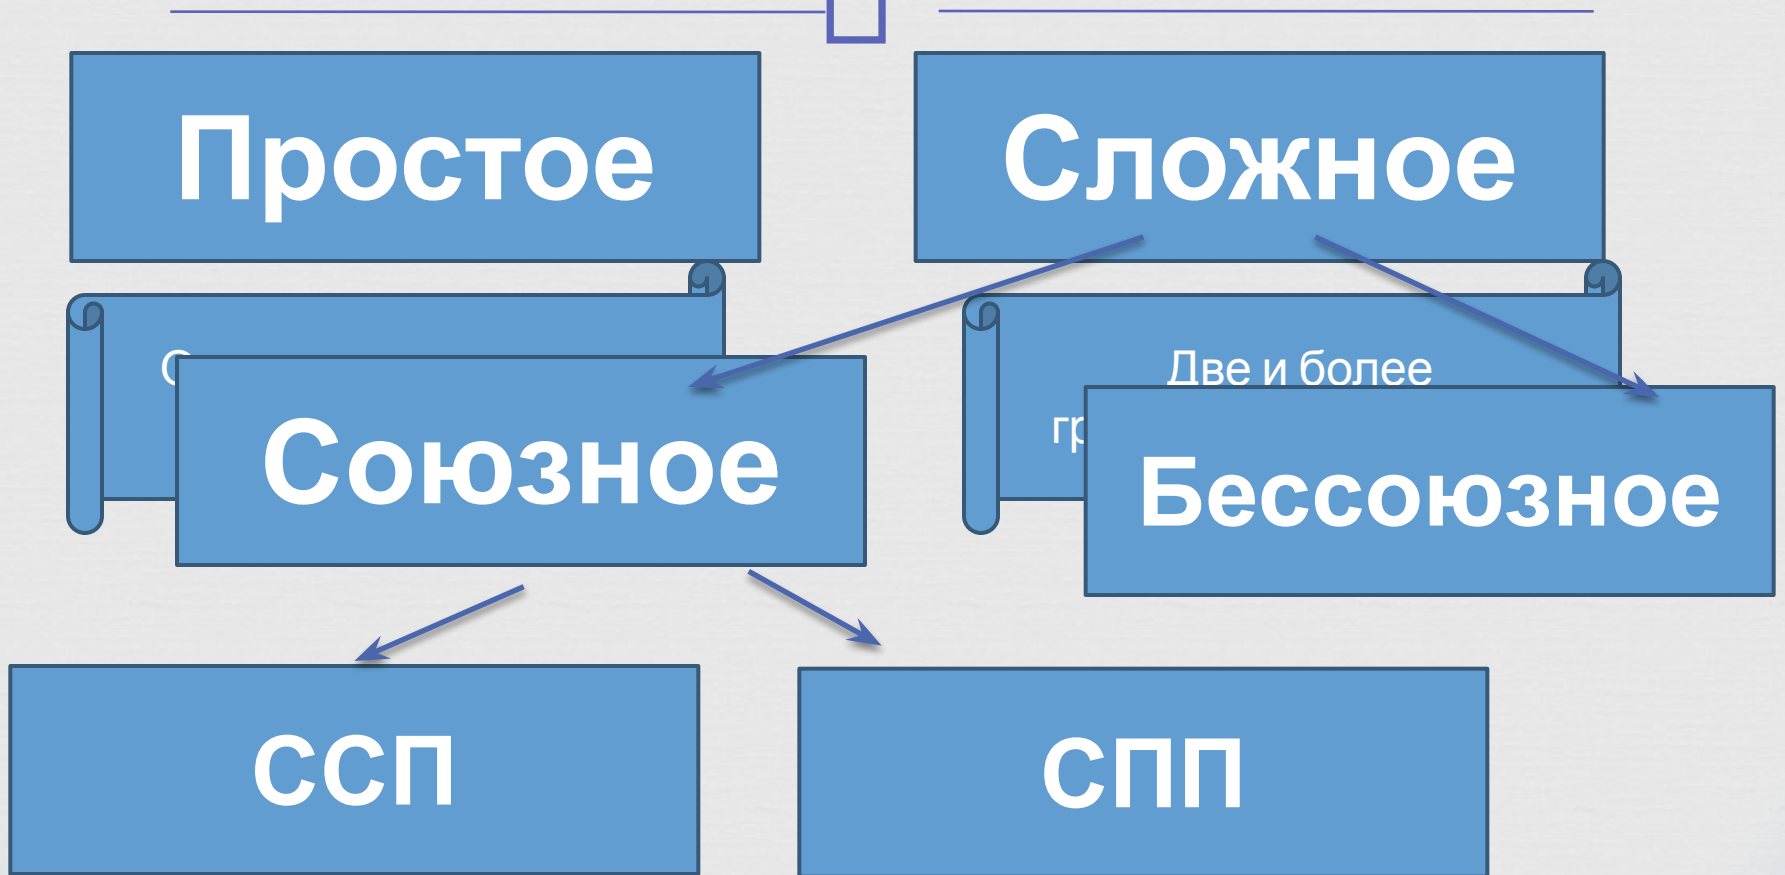 Простое
Сложное
Две и более
Союзное
Бессоюзное
ССП
СПП